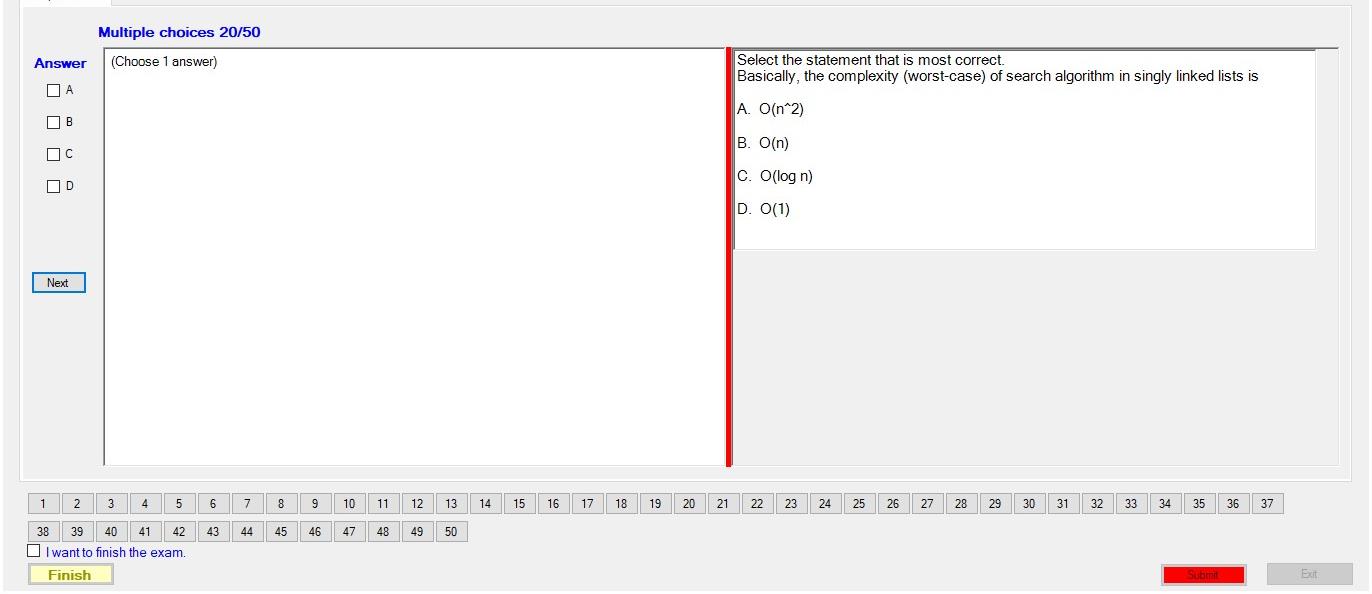 Multiple choices 20/50
Answer
(Choose 1 answer)
A
B
C
D
Next
Select the statement that is most correct.
Basically, the complexity (worst-case) of search algorithm in singly linked lists is
A. O(n^2)
B. O(n)
C. O(log n)
D. O(1)
1 2 3 4 5 6 7 8 9 10 11 12 13 14 15 16 17 18 19 20 21 22 23 24 25 26 27 28 29 30 31 32 33 34 35 36 37
38 39 40 41 42 43 44 45 46 47 48 49 50
I want to finish the exam.
Finish
Submit
Exit